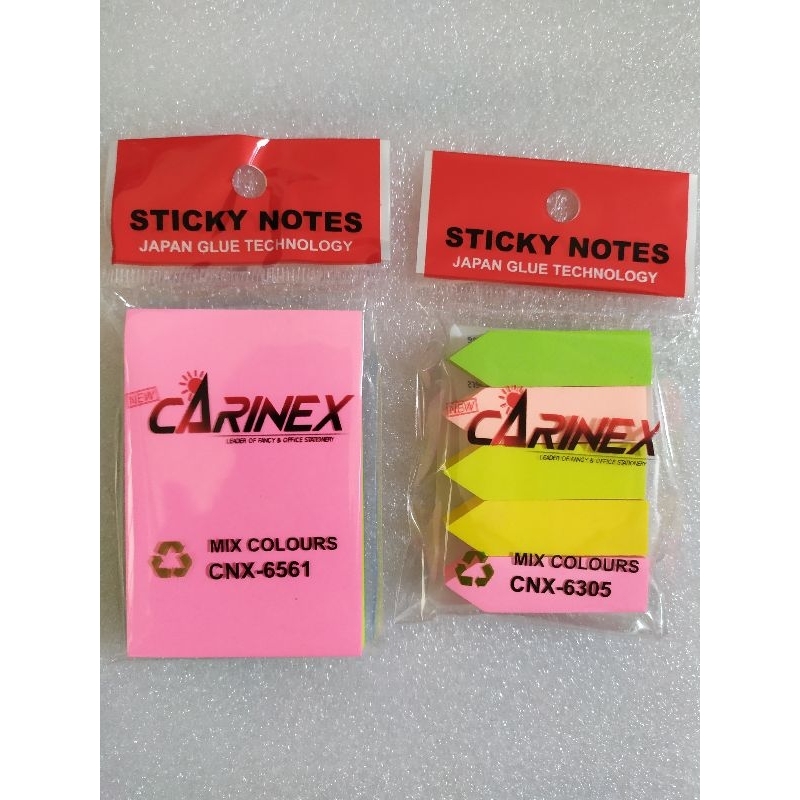 STICKY NOTES
JAPAN GLUE TECHNOLOGY
NEW
CARINEX
LEADER OF FANCY & OFFICE STATIONERY
MIX COLOURS
CNX-6561
STICKY NOTES
JAPAN GLUE TECHNOLOGY
NEW
CARINEX
LEADER OF FANCY & OFFICE STATIONERY
MIX COLOURS
CNX-6305